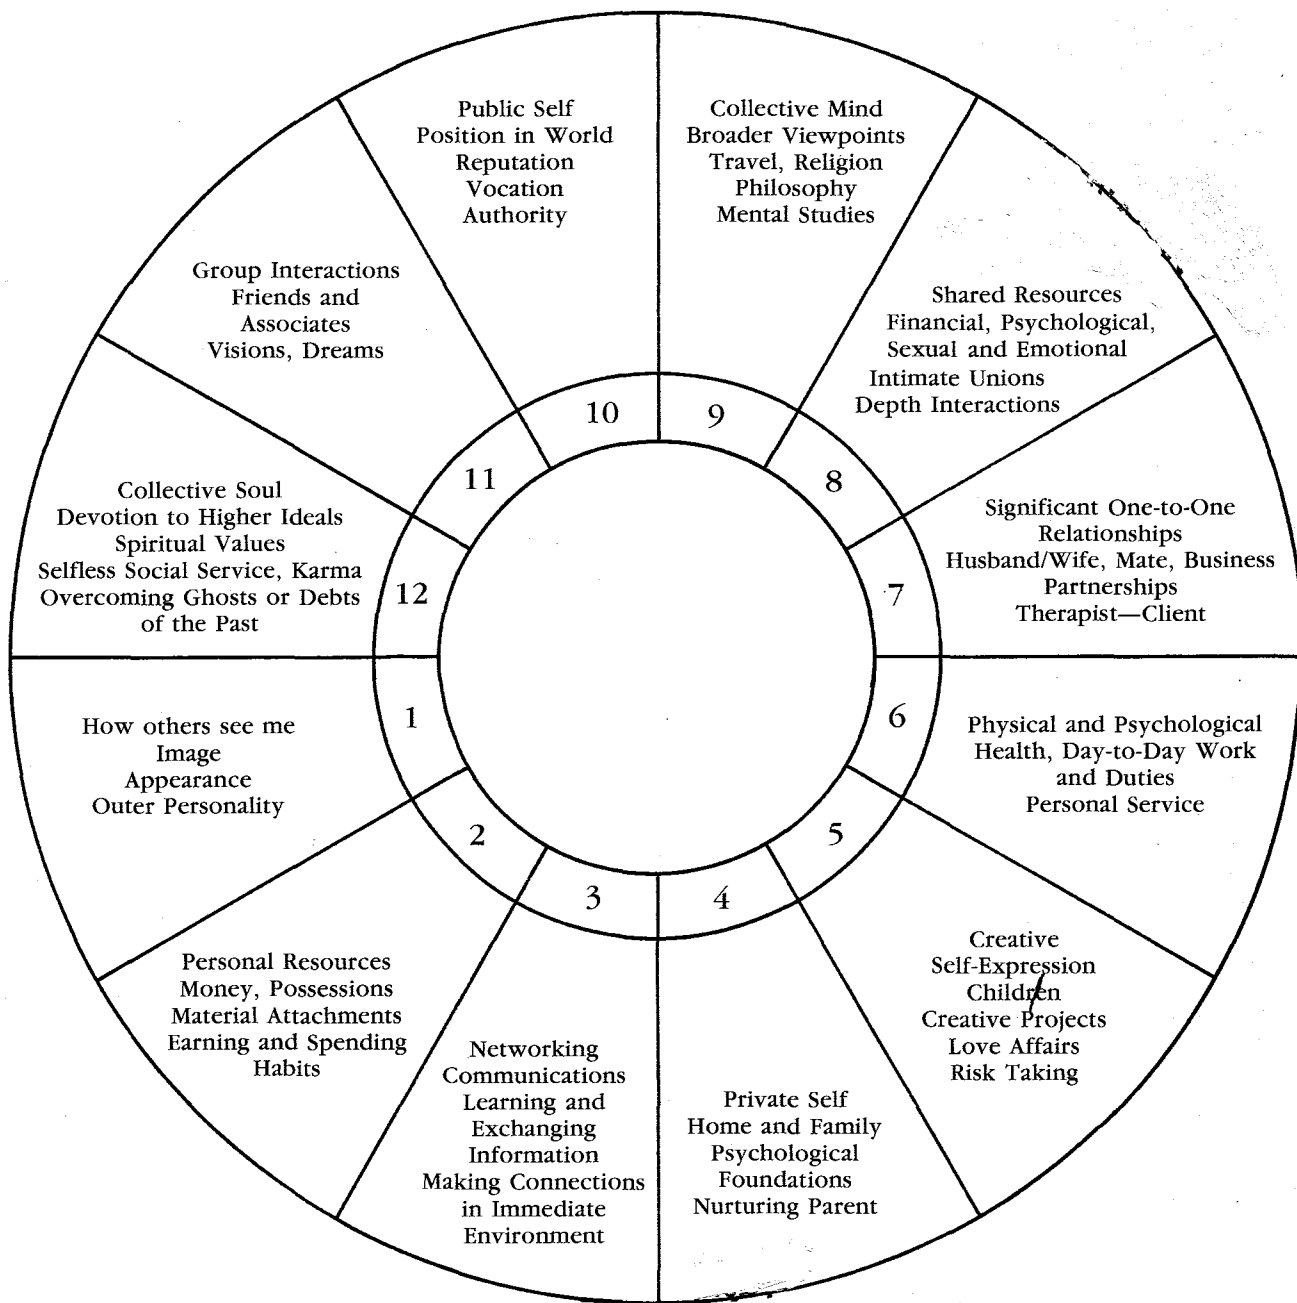 Public Self
Position in World
Reputation
Vocation
Authority
Collective Mind
Broader Viewpoints
Travel, Religion
Philosophy
Mental Studies
Group Interactions
Friends and
Associates
Visions, Dreams
Shared Resources
Financial, Psychological,
Sexual and Emotional
Intimate Unions
Depth Interactions
10
9
11
8
Collective Soul
Devotion to Higher Ideals
Spiritual Values
Selfless Social Service, Karma
Overcoming Ghosts or Debts
of the Past
12
7
Significant One-to-One
Relationships
Husband/Wife, Mate, Business
Partnerships
Therapist—Client
How others see me
Image
Appearance
Outer Personality
1
6
Physical and Psychological
Health, Day-to-Day Work
and Duties
Personal Service
2
5
3
4
Personal Resources
Money, Possessions
Material Attachments
Earning and Spending
Habits
Networking
Communications
Learning and
Exchanging
Information
Making Connections
in Immediate
Environment
Private Self
Home and Family
Psychological
Foundations
Nurturing Parent
Creative
Self-Expression
Children
Creative Projects
Love Affairs
Risk Taking